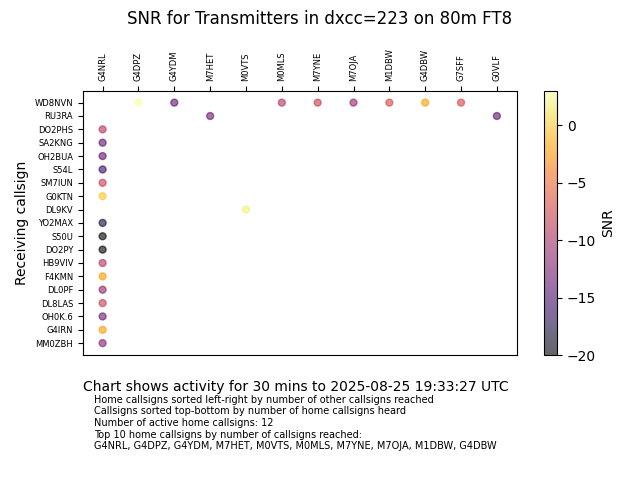 SNR for Transmitters in dxcc=223 on 80m FT8
G4NRL G4DPZ G4YDM M7HET M0VTS M0MLS M7YNE M7OJA M1DBW G4DBW G7SFF G0VLF
WD8NVN
RU3RA
DO2PHS
SA2KNG
OH2BUA
S54L
SM7IUN
G0KTN
DL9KV
YO2MAX
S50U
DO2PY
HB9VIV
F4KMN
DL0PF
DL8LAS
OH0K.6
G4IRN
MM0ZBH
Receiving callsign
0
−5
−10
−15
−20
SNR
Chart shows activity for 30 mins to 2025-08-25 19:33:27 UTC
Home callsigns sorted left-right by number of other callsigns reached
Callsigns sorted top-bottom by number of home callsigns heard
Number of active home callsigns: 12
Top 10 home callsigns by number of callsigns reached:
G4NRL, G4DPZ, G4YDM, M7HET, M0VTS, M0MLS, M7YNE, M7OJA, M1DBW, G4DBW